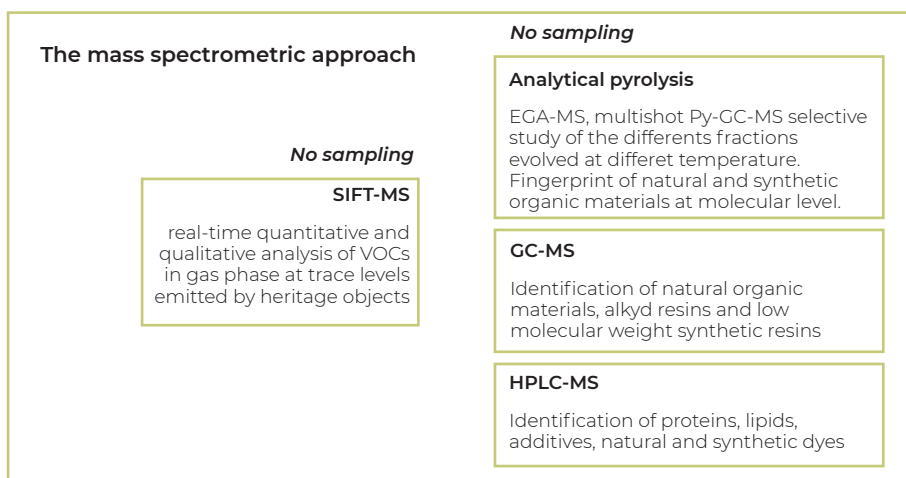 The mass spectrometric approach
No sampling
SIFT-MS
real-time quantitative and
qualitative analysis of VOCs
in gas phase at trace levels
emitted by heritage objects
No sampling
Analytical pyrolysis
EGA-MS, multishot Py-GC-MS selective
study of the differents fractions
evolved at differet temperature.
Fingerprint of natural and synthetic
organic materials at molecular level.
GC-MS
Identification of natural organic
materials, alkyd resins and low
molecular weight synthetic resins
HPLC-MS
Identification of proteins, lipids,
additives, natural and synthetic dyes